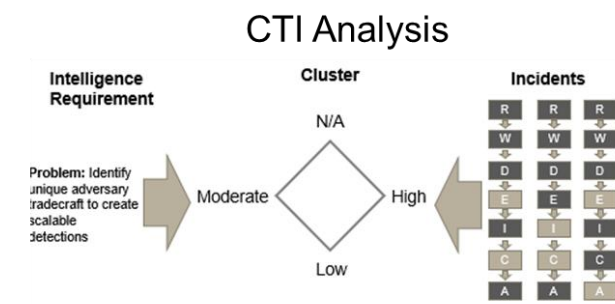 CTI Analysis
Intelligence
Requirement
Problem: Identify
unique adversary
tradecraft to create
scalable
detections
Cluster
N/A
Moderate
High
Low
Incidents
R R R
W W W
D D D
E E E
I I I
C C C
A A A